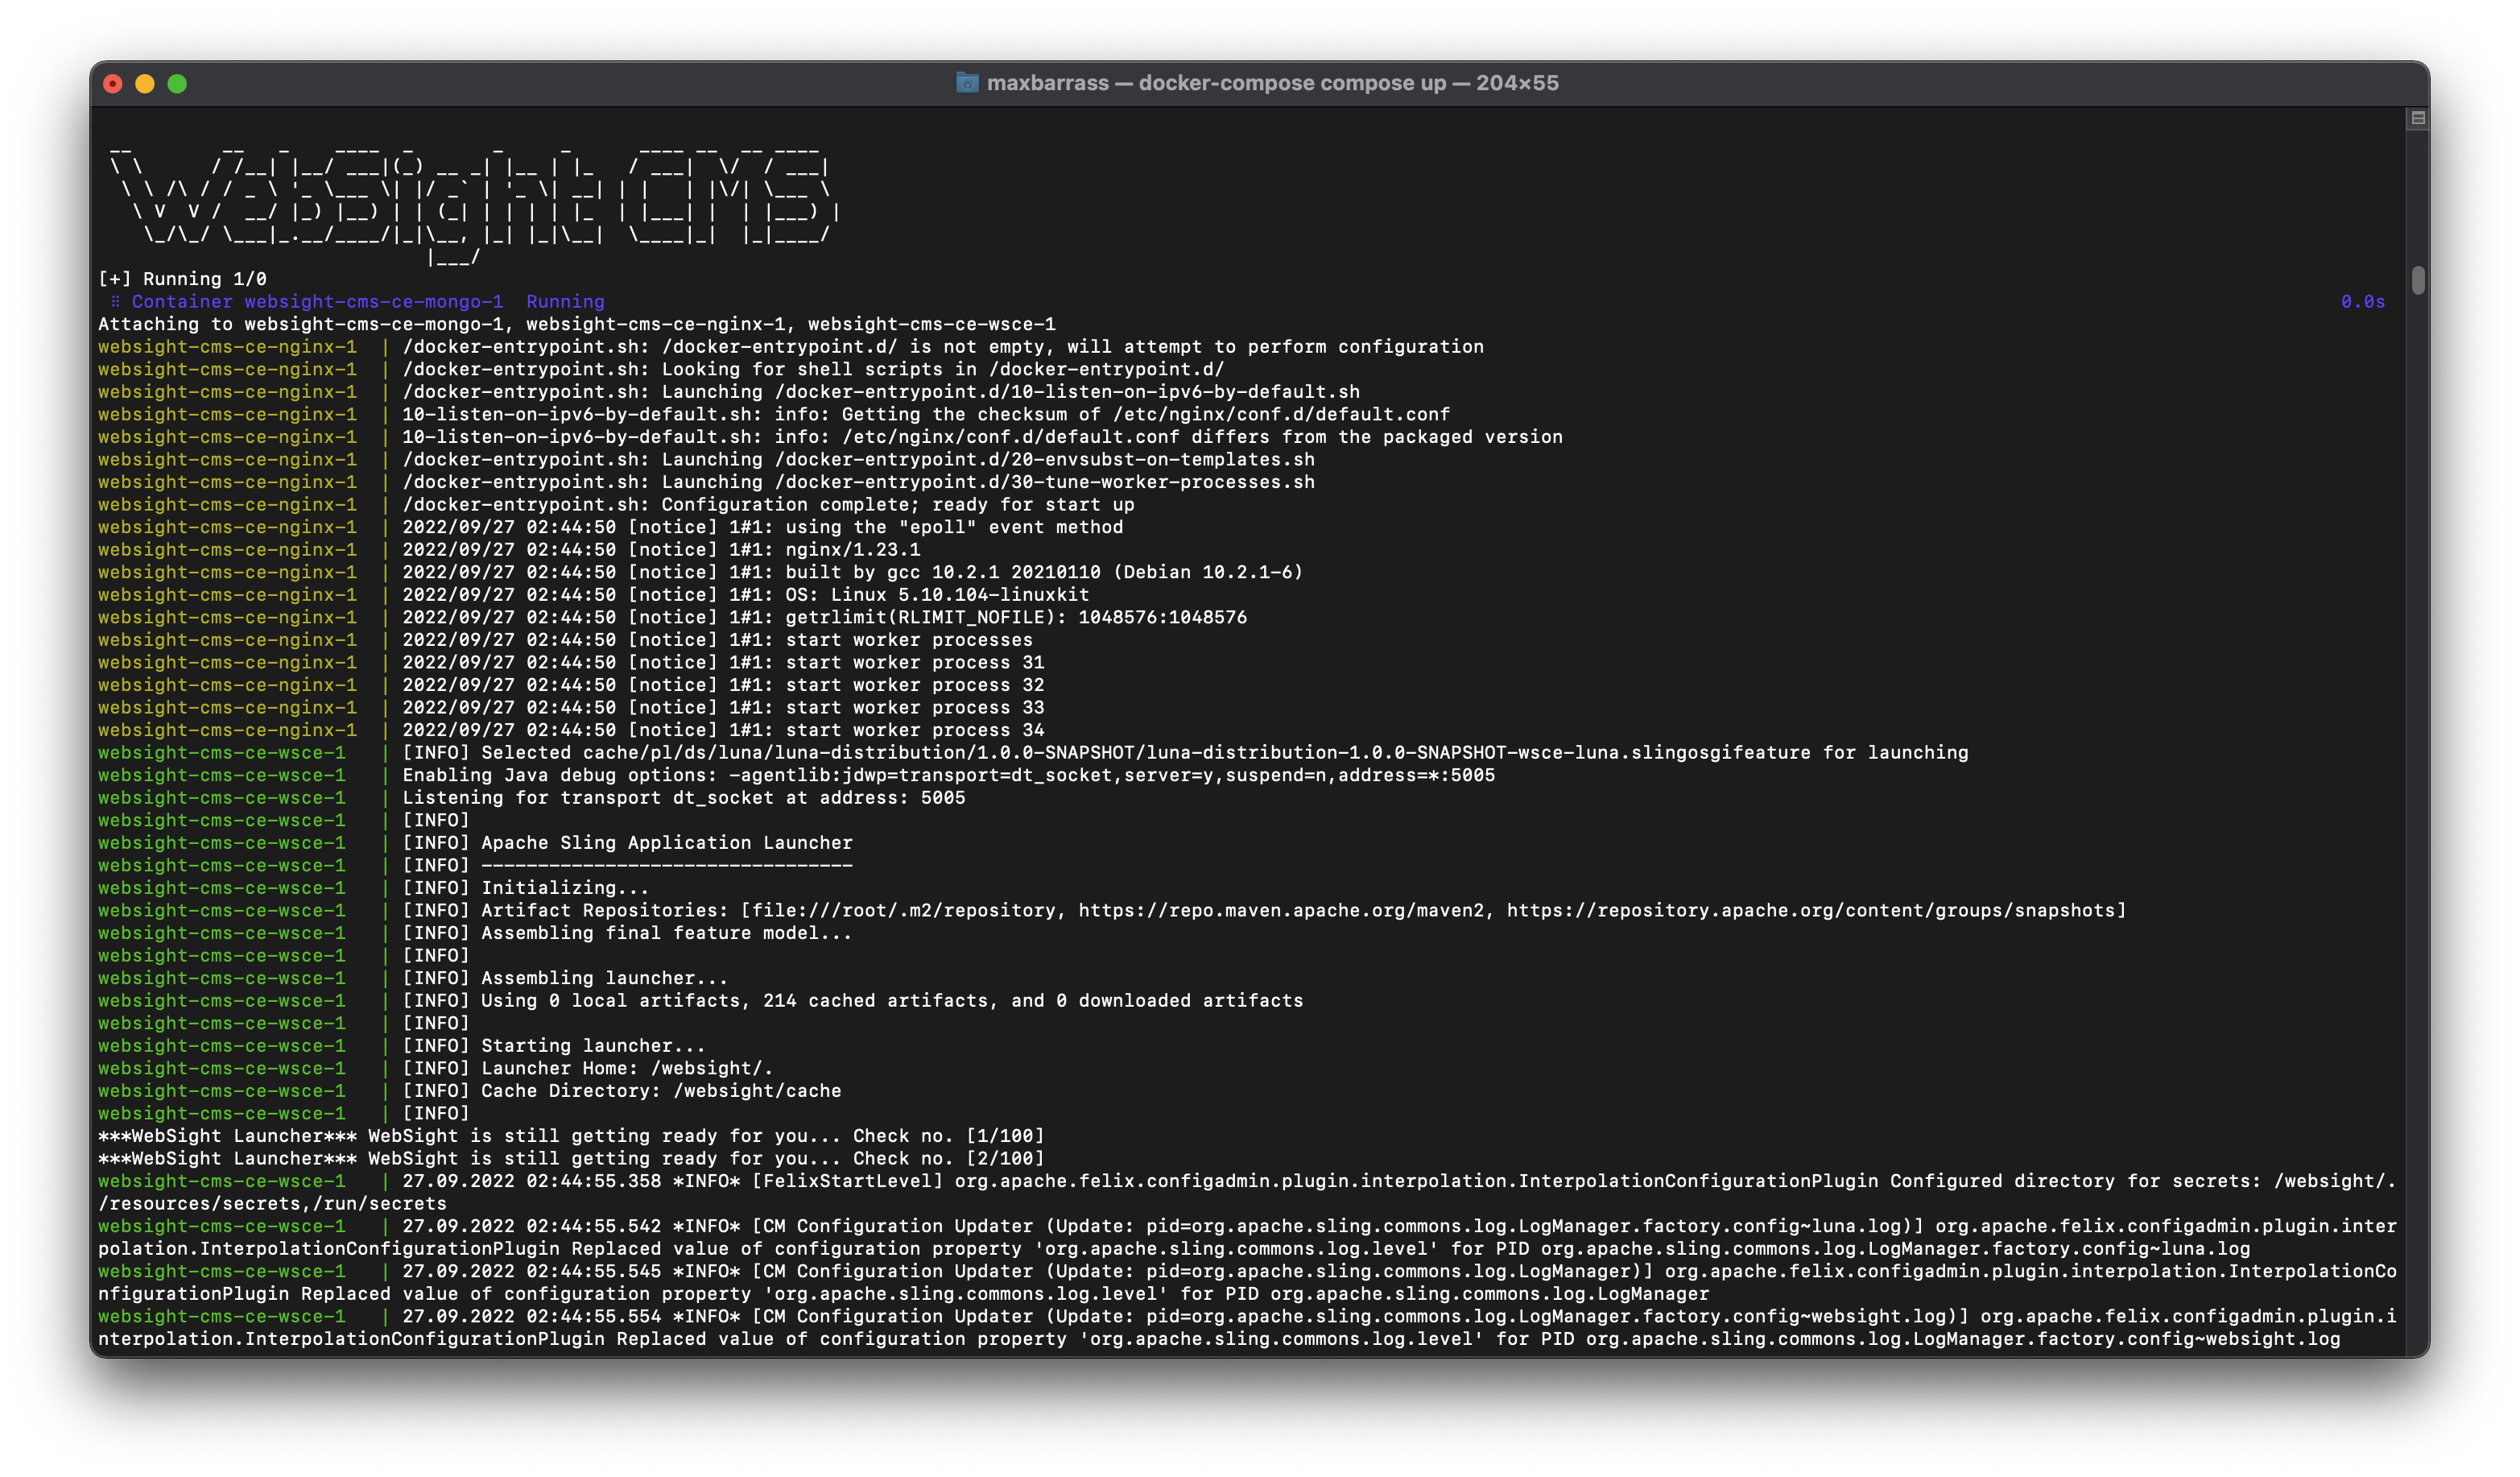 maxbarrass — docker-compose compose up — 204×55
 __        __   _    ____  _       _     _      ____ __  __ ____
 \ \      / /__| |__/ ___|(_) __ _| |__ | |_   / ___|  \/  / ___|
  \ \ /\ / / _ \ '_ \___ \| |/ _` | '_ \| __| | |   | |\/| \___ \
   \ V  V /  __/ |_) |__) | | (_| | | | | |_  | |___| |  | |___) |
    \_/\_/ \___|_.__/____/|_|\__, |_| |_|\__|  \____|_|  |_|____/
                             |___/
[+] Running 1/0
 ⠿ Container websight-cms-ce-mongo-1  Running 0.0s
Attaching to websight-cms-ce-mongo-1, websight-cms-ce-nginx-1, websight-cms-ce-wsce-1
websight-cms-ce-nginx-1  | /docker-entrypoint.sh: /docker-entrypoint.d/ is not empty, will attempt to perform configuration
websight-cms-ce-nginx-1  | /docker-entrypoint.sh: Looking for shell scripts in /docker-entrypoint.d/
websight-cms-ce-nginx-1  | /docker-entrypoint.sh: Launching /docker-entrypoint.d/10-listen-on-ipv6-by-default.sh
websight-cms-ce-nginx-1  | 10-listen-on-ipv6-by-default.sh: info: Getting the checksum of /etc/nginx/conf.d/default.conf
websight-cms-ce-nginx-1  | 10-listen-on-ipv6-by-default.sh: info: /etc/nginx/conf.d/default.conf differs from the packaged version
websight-cms-ce-nginx-1  | /docker-entrypoint.sh: Launching /docker-entrypoint.d/20-envsubst-on-templates.sh
websight-cms-ce-nginx-1  | /docker-entrypoint.sh: Launching /docker-entrypoint.d/30-tune-worker-processes.sh
websight-cms-ce-nginx-1  | /docker-entrypoint.sh: Configuration complete; ready for start up
websight-cms-ce-nginx-1  | 2022/09/27 02:44:50 [notice] 1#1: using the "epoll" event method
websight-cms-ce-nginx-1  | 2022/09/27 02:44:50 [notice] 1#1: nginx/1.23.1
websight-cms-ce-nginx-1  | 2022/09/27 02:44:50 [notice] 1#1: built by gcc 10.2.1 20210110 (Debian 10.2.1-6)
websight-cms-ce-nginx-1  | 2022/09/27 02:44:50 [notice] 1#1: OS: Linux 5.10.104-linuxkit
websight-cms-ce-nginx-1  | 2022/09/27 02:44:50 [notice] 1#1: getrlimit(RLIMIT_NOFILE): 1048576:1048576
websight-cms-ce-nginx-1  | 2022/09/27 02:44:50 [notice] 1#1: start worker processes
websight-cms-ce-nginx-1  | 2022/09/27 02:44:50 [notice] 1#1: start worker process 31
websight-cms-ce-nginx-1  | 2022/09/27 02:44:50 [notice] 1#1: start worker process 32
websight-cms-ce-nginx-1  | 2022/09/27 02:44:50 [notice] 1#1: start worker process 33
websight-cms-ce-nginx-1  | 2022/09/27 02:44:50 [notice] 1#1: start worker process 34
websight-cms-ce-wsce-1   | [INFO] Selected cache/pl/ds/luna/luna-distribution/1.0.0-SNAPSHOT/luna-distribution-1.0.0-SNAPSHOT-wsce-luna.slingosgifeature for launching
websight-cms-ce-wsce-1   | Enabling Java debug options: -agentlib:jdwp=transport=dt_socket,server=y,suspend=n,address=*:5005
websight-cms-ce-wsce-1   | Listening for transport dt_socket at address: 5005
websight-cms-ce-wsce-1   | [INFO]
websight-cms-ce-wsce-1   | [INFO] Apache Sling Application Launcher
websight-cms-ce-wsce-1   | [INFO] ---------------------------------
websight-cms-ce-wsce-1   | [INFO] Initializing...
websight-cms-ce-wsce-1   | [INFO] Artifact Repositories: [file:///root/.m2/repository, https://repo.maven.apache.org/maven2, https://repository.apache.org/content/groups/snapshots]
websight-cms-ce-wsce-1   | [INFO] Assembling final feature model...
websight-cms-ce-wsce-1   | [INFO]
websight-cms-ce-wsce-1   | [INFO] Assembling launcher...
websight-cms-ce-wsce-1   | [INFO] Using 0 local artifacts, 214 cached artifacts, and 0 downloaded artifacts
websight-cms-ce-wsce-1   | [INFO]
websight-cms-ce-wsce-1   | [INFO] Starting launcher...
websight-cms-ce-wsce-1   | [INFO] Launcher Home: /websight/.
websight-cms-ce-wsce-1   | [INFO] Cache Directory: /websight/cache
websight-cms-ce-wsce-1   | [INFO]
***WebSight Launcher*** WebSight is still getting ready for you... Check no. [1/100]
***WebSight Launcher*** WebSight is still getting ready for you... Check no. [2/100]
websight-cms-ce-wsce-1   | 27.09.2022 02:44:55.358 *INFO* [FelixStartLevel] org.apache.felix.configadmin.plugin.interpolation.InterpolationConfigurationPlugin Configured directory for secrets: /websight/.
/resources/secrets,/run/secrets
websight-cms-ce-wsce-1   | 27.09.2022 02:44:55.542 *INFO* [CM Configuration Updater (Update: pid=org.apache.sling.commons.log.LogManager.factory.config~luna.log)] org.apache.felix.configadmin.plugin.inter
polation.InterpolationConfigurationPlugin Replaced value of configuration property 'org.apache.sling.commons.log.level' for PID org.apache.sling.commons.log.LogManager.factory.config~luna.log
websight-cms-ce-wsce-1   | 27.09.2022 02:44:55.545 *INFO* [CM Configuration Updater (Update: pid=org.apache.sling.commons.log.LogManager)] org.apache.felix.configadmin.plugin.interpolation.InterpolationCo
nfigurationPlugin Replaced value of configuration property 'org.apache.sling.commons.log.level' for PID org.apache.sling.commons.log.LogManager
websight-cms-ce-wsce-1   | 27.09.2022 02:44:55.554 *INFO* [CM Configuration Updater (Update: pid=org.apache.sling.commons.log.LogManager.factory.config~websight.log)] org.apache.felix.configadmin.plugin.i
nterpolation.InterpolationConfigurationPlugin Replaced value of configuration property 'org.apache.sling.commons.log.level' for PID org.apache.sling.commons.log.LogManager.factory.config~websight.log